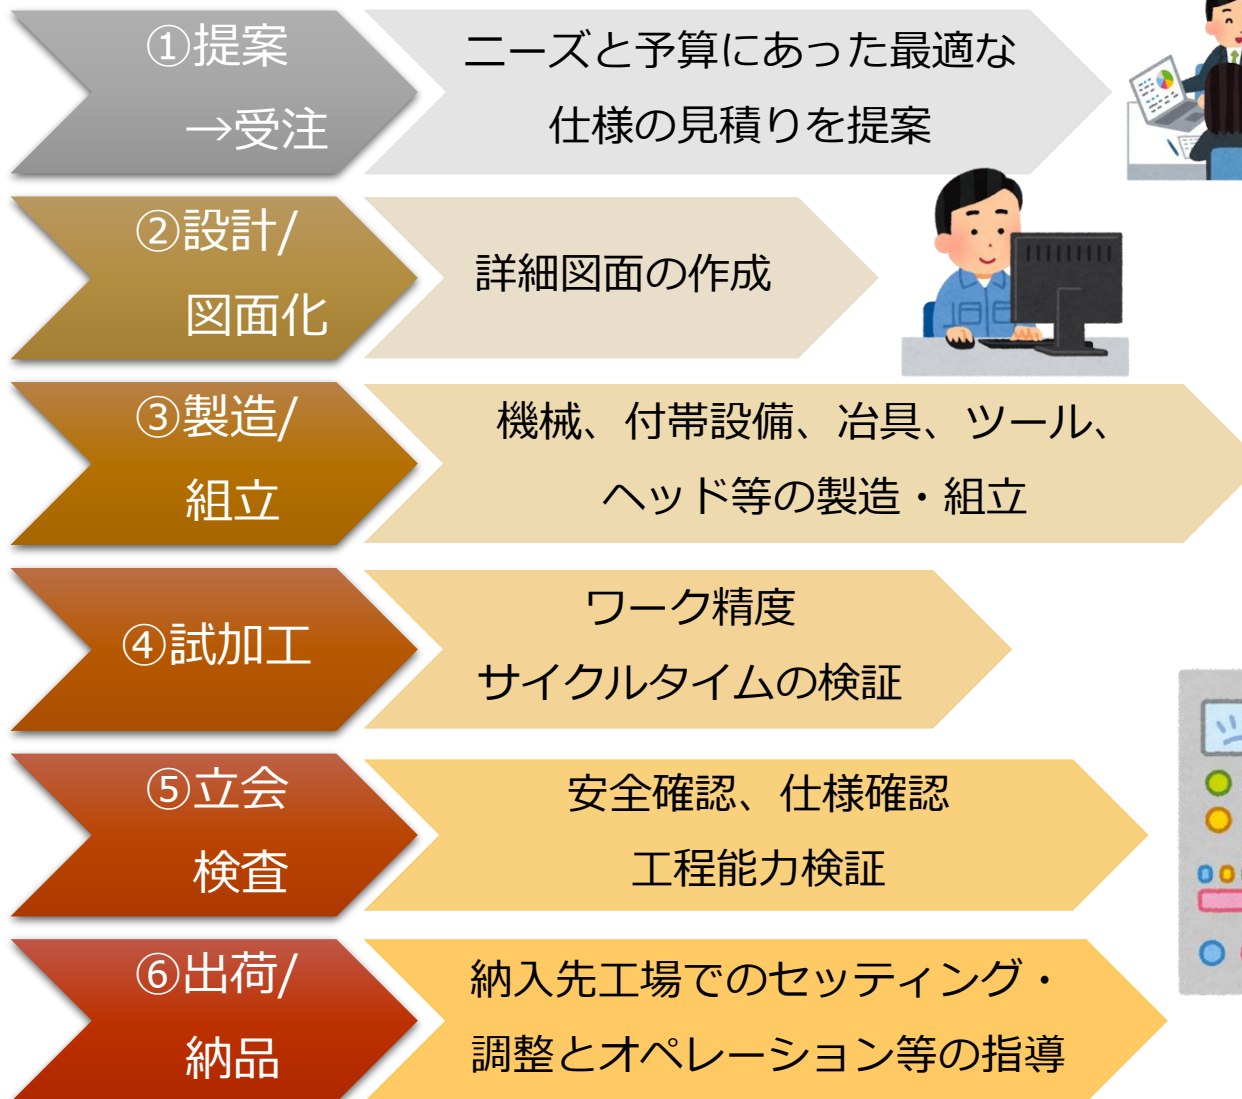 ①提案
→受注
ニーズと予算にあった最適な
仕様の見積りを提案
②設計/
図面化
詳細図面の作成
③製造/
組立
機械、付帯設備、冶具、ツール、
ヘッド等の製造・組立
④試加工
ワーク精度
サイクルタイムの検証
⑤立会
検査
安全確認、仕様確認
工程能力検証
⑥出荷/
納品
納入先工場でのセッティング・
調整とオペレーション等の指導